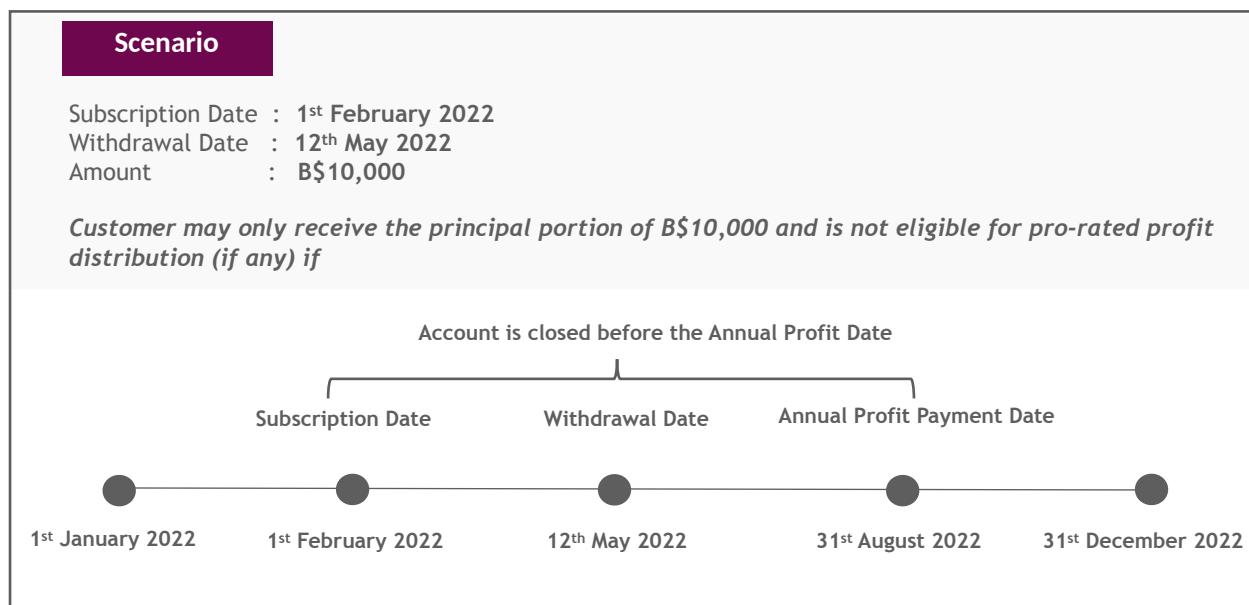 Scenario
Subscription Date : 1st February 2022
Withdrawal Date : 12th May 2022
Amount : B$10,000
Customer may only receive the principal portion of B$10,000 and is not eligible for pro-rated profit
distribution (if any) if
Account is closed before the Annual Profit Date
Subscription Date Withdrawal Date Annual Profit Payment Date
1st January 2022 1st February 2022 12th May 2022 31st August 2022 31st December 2022